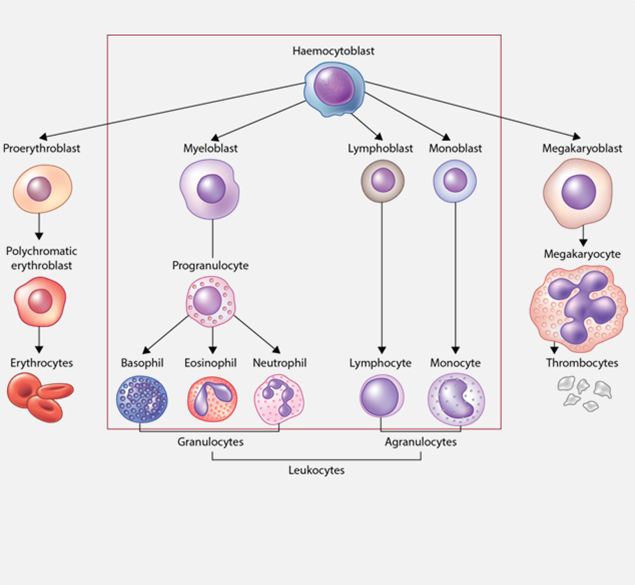 Haemocytoblast
Proerythroblast
Myeloblast
Lymphoblast
Monoblast
Megakaryoblast
Polychromatic
erythroblast
Progranulocyte
Megakaryocyte
Erythrocytes
Basophil
Eosinophil
Neutrophil
Lymphocyte
Monocyte
Thrombocytes
Granulocytes
Agranulocytes
Leukocytes